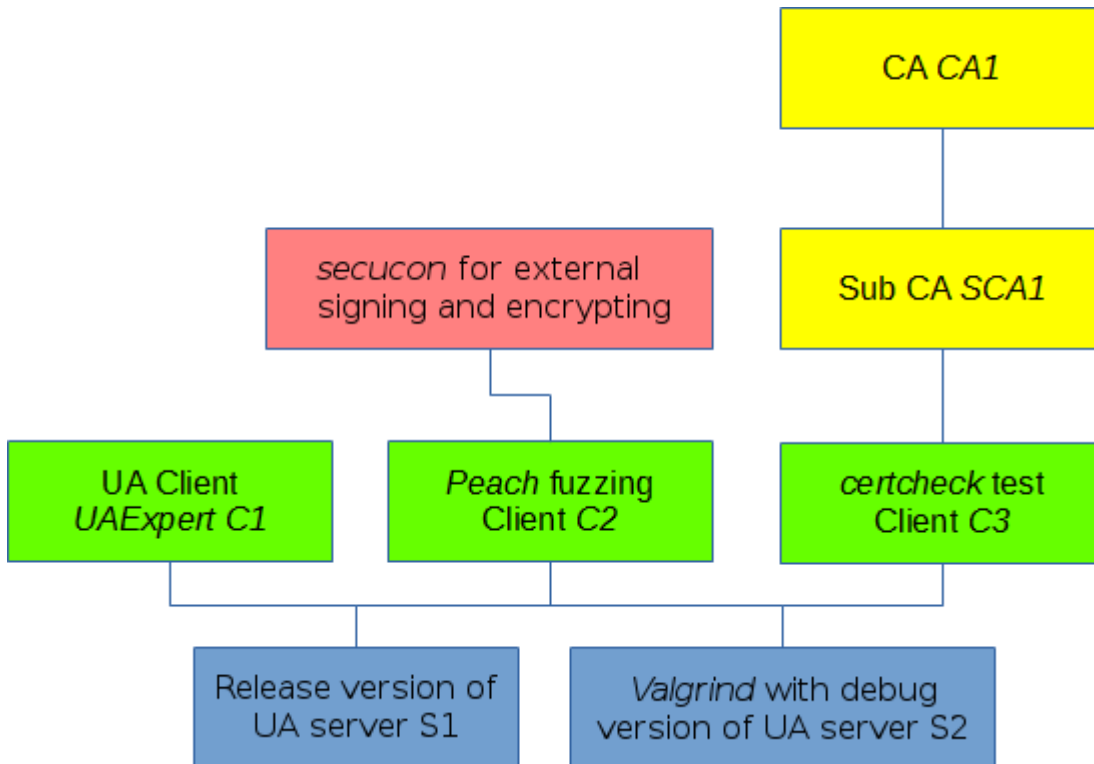 CA CA1
secucon for external
signing and encrypting
Sub CA SCA1
UA Client
UAExpert C1
Peach fuzzing
Client C2
certcheck test
Client C3
Release version of
UA server S1
Valgrind with debug
version of UA server S2